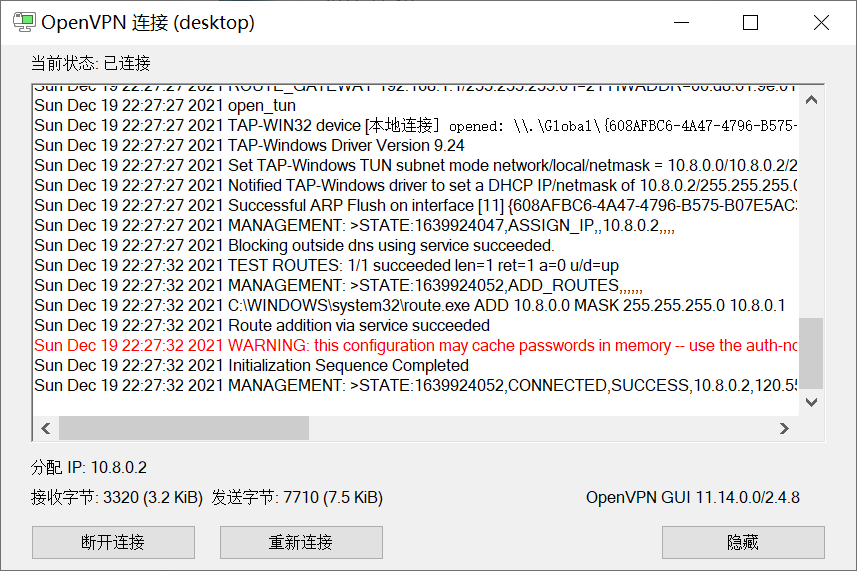 OpenVPN 连接 (desktop)
当前状态: 已连接
Sun Dec 19 22:27:27 2021 ROUTE_GATEWAY 192.168.1.1/255.255.255.0 I=21 HWADDR=
Sun Dec 19 22:27:27 2021 open_tun
Sun Dec 19 22:27:27 2021 TAP-WIN32 device [本地连接] opened: \\.\Global\{608AFBC6-4A47-4796-B575-
Sun Dec 19 22:27:27 2021 TAP-Windows Driver Version 9.24
Sun Dec 19 22:27:27 2021 Set TAP-Windows TUN subnet mode network/local/netmask = 10.8.0.0/10.8.0.2/2
Sun Dec 19 22:27:27 2021 Notified TAP-Windows driver to set a DHCP IP/netmask of 10.8.0.2/255.255.255.0
Sun Dec 19 22:27:27 2021 Successful ARP Flush on interface [11] {608AFBC6-4A47-4796-B575-B07E5AC
Sun Dec 19 22:27:27 2021 MANAGEMENT: >STATE:1639924047,ASSIGN_IP,,10.8.0.2,,,,
Sun Dec 19 22:27:27 2021 Blocking outside dns using service succeeded.
Sun Dec 19 22:27:32 2021 TEST ROUTES: 1/1 succeeded len=1 ret=1 a=0 u/d=up
Sun Dec 19 22:27:32 2021 MANAGEMENT: >STATE:1639924052,ADD_ROUTES,,,,,,
Sun Dec 19 22:27:32 2021 C:\WINDOWS\system32\route.exe ADD 10.8.0.0 MASK 255.255.255.0 10.8.0.1
Sun Dec 19 22:27:32 2021 Route addition via service succeeded
Sun Dec 19 22:27:32 2021 WARNING: this configuration may cache passwords in memory -- use the auth-no
Sun Dec 19 22:27:32 2021 Initialization Sequence Completed
Sun Dec 19 22:27:32 2021 MANAGEMENT: >STATE:1639924052,CONNECTED,SUCCESS,10.8.0.2,120.55
分配 IP: 10.8.0.2
接收字节: 3320 (3.2 KiB) 发送字节: 7710 (7.5 KiB)
OpenVPN GUI 11.14.0.0/2.4.8
断开连接
重新连接
隐藏